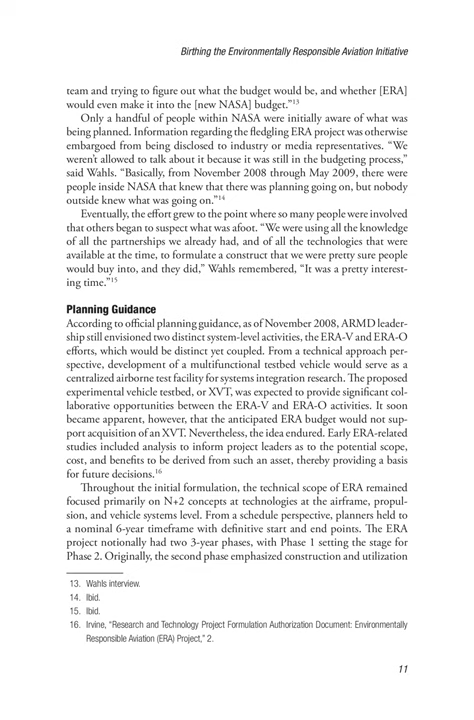 Birthing the Environmentally Responsible Aviation Initiative
team and trying to figure out what the budget would be, and whether [ERA]
would even make it into the [new NASA] budget.”13
Only a handful of people within NASA were initially aware of what was
being planned. Information regarding the fledgling ERA project was otherwise
embargoed from being disclosed to industry or media representatives. “We
weren’t allowed to talk about it because it was still in the budgeting process,”
said Wahls. “Basically, from November 2008 through May 2009, there were
people inside NASA that knew that there was planning going on, but nobody
outside knew what was going on.”14
Eventually, the effort grew to the point where so many people were involved
that others began to suspect what was afoot. “We were using all the knowledge
of all the partnerships we already had, and of all the technologies that were
available at the time, to formulate a construct that we were pretty sure people
would buy into, and they did,” Wahls remembered, “It was a pretty interest-
ing time.”15
Planning Guidance
According to official planning guidance, as of November 2008, ARMD leader-
ship still envisioned two distinct system-level activities, the ERA-V and ERA-O
efforts, which would be distinct yet coupled. From a technical approach per-
spective, development of a multifunctional testbed vehicle would serve as a
centralized airborne test facility for systems integration research. The proposed
experimental vehicle testbed, or XVT, was expected to provide significant col-
laborative opportunities between the ERA-V and ERA-O activities. It soon
became apparent, however, that the anticipated ERA budget would not sup-
port acquisition of an XVT. Nevertheless, the idea endured. Early ERA-related
studies included analysis to inform project leaders as to the potential scope,
cost, and benefits to be derived from such an asset, thereby providing a basis
for future decisions.16
Throughout the initial formulation, the technical scope of ERA remained
focused primarily on N+2 concepts at technologies at the airframe, propul-
sion, and vehicle systems level. From a schedule perspective, planners held to
a nominal 6-year timeframe with definitive start and end points. The ERA
project notionally had two 3-year phases, with Phase 1 setting the stage for
Phase 2. Originally, the second phase emphasized construction and utilization
13. Wahls interview.
14. Ibid.
15. Ibid.
16. Irvine, “Research and Technology Project Formulation Authorization Document: Environmentally
Responsible Aviation (ERA) Project,” 2.
11